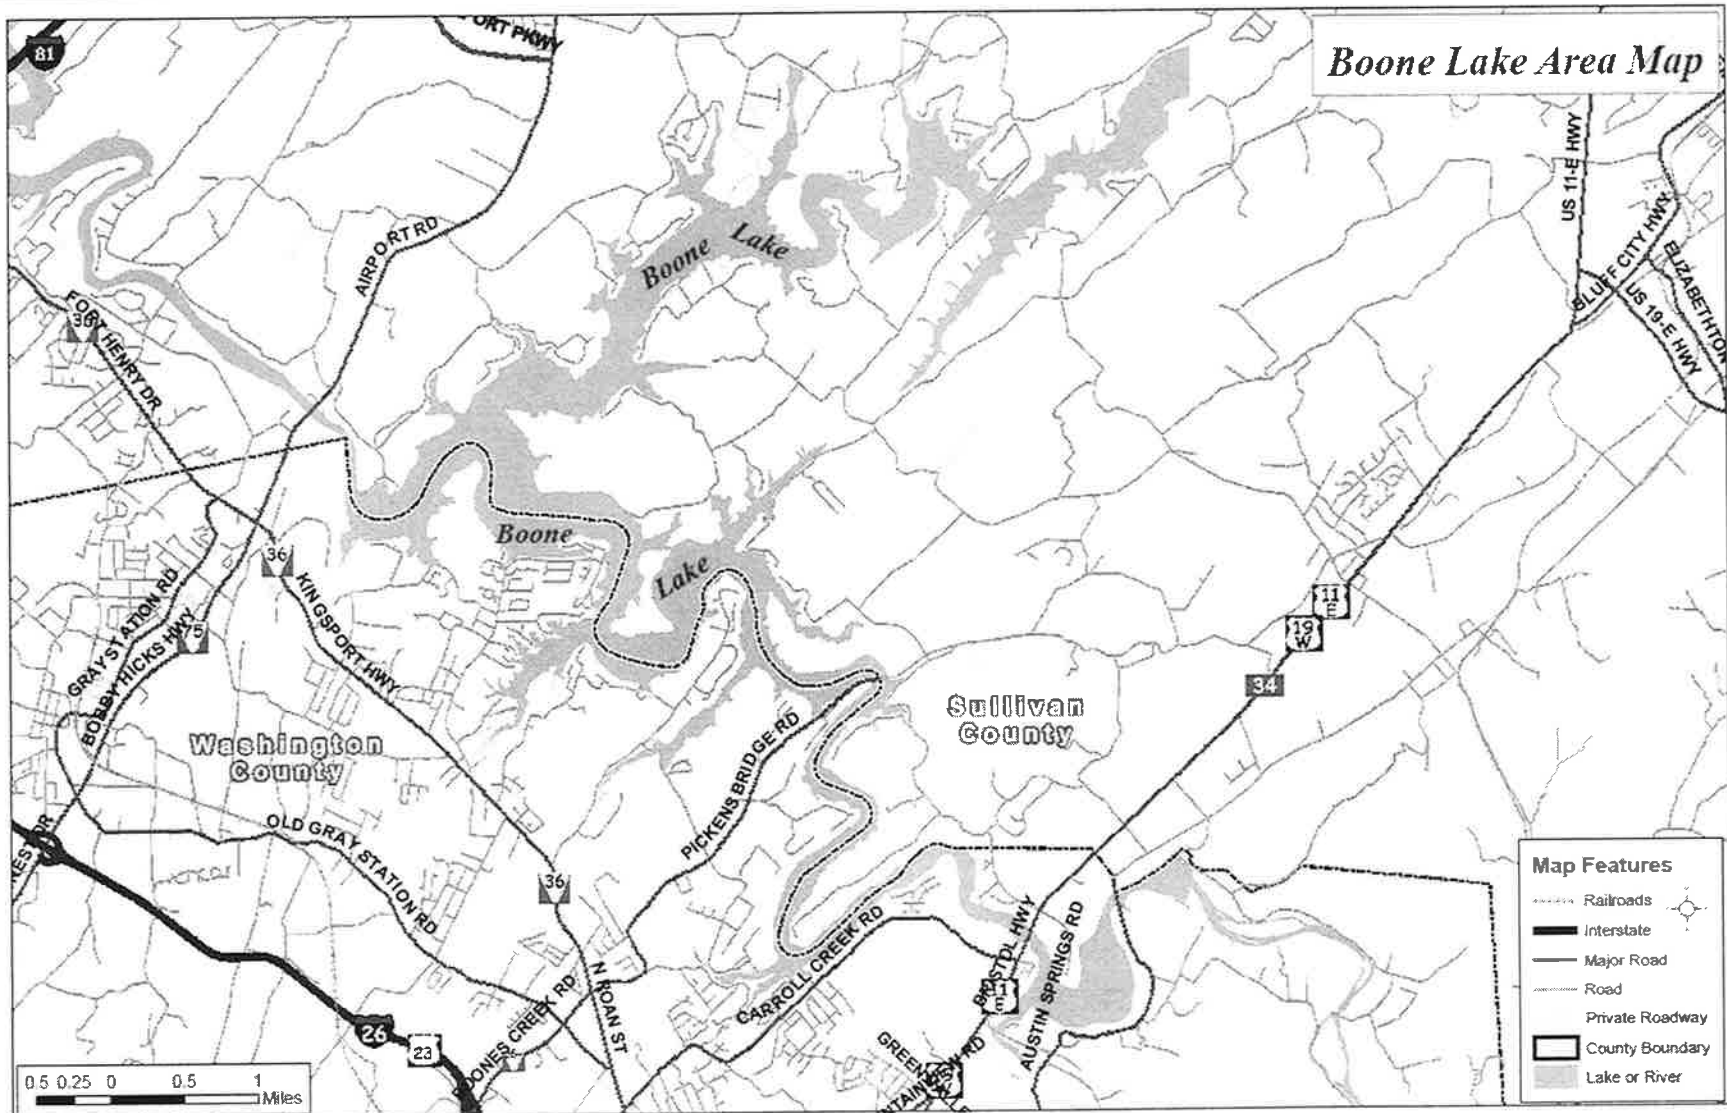 Boone Lake Area Map
81
PORT PKWY
US 11-E HWY
AIRPORT RD
Boone Lake
BLUFF CITY HWY
ELIZABETHTON
US 19-E HWY
FORT HENRY DR
36
Boone
Lake
36
KINGSPORT HWY
GRAY STATION RD
BOBBY HICKS HWY
75
11
E
19
W
34
Sullivan
County
Washington
County
PICKENS BRIDGE RD
OLD GRAY STATION RD
36
N ROAN ST
BOONES CREEK RD
CARROLL CREEK RD
BRISTOL HWY
11
E
AUSTIN SPRINGS RD
26
23
0.5 0.25 0 0.5 1
Miles
Map Features
Railroads
Interstate
Major Road
Road
Private Roadway
County Boundary
Lake or River